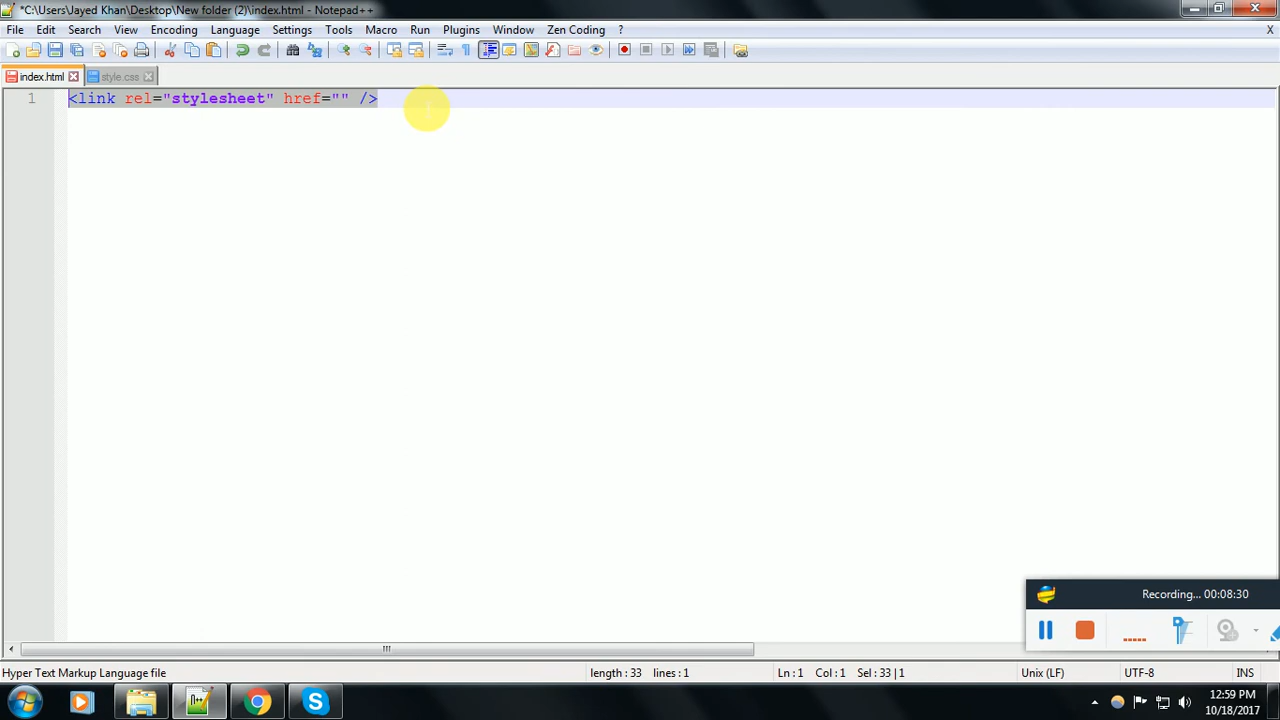 *C:\Users\Jayed Khan\Desktop\New folder (2)\index.html - Notepad++
File Edit Search View Encoding Language Settings Tools Macro Run Plugins Window Zen Coding ? X
index.html style.css
1 <link rel="stylesheet" href="" />
Recording... 00:08:30
Hyper Text Markup Language file length : 33 lines : 1 Ln : 1 Col : 1 Sel : 33 | 1 Unix (LF) UTF-8 INS
12:59 PM
10/18/2017